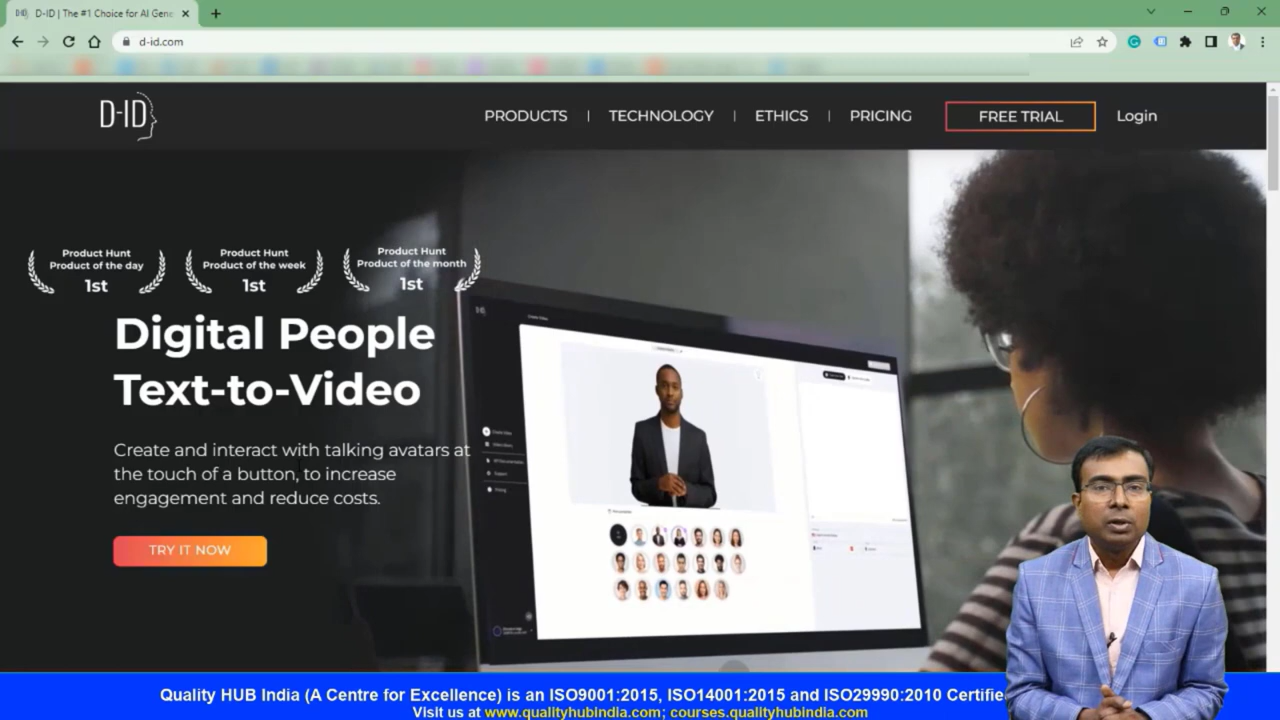 D-ID | The #1 Choice for AI Gene
d-id.com
D-ID
PRODUCTS | TECHNOLOGY | ETHICS | PRICING
FREE TRIAL
Login
Product Hunt
Product of the day
1st
Product Hunt
Product of the week
1st
Product Hunt
Product of the month
1st
Digital People
Text-to-Video
Create and interact with talking avatars at
the touch of a button, to increase
engagement and reduce costs.
TRY IT NOW
Quality HUB India (A Centre for Excellence) is an ISO9001:2015, ISO14001:2015 and ISO29990:2010 Certifie
Visit us at www.qualityhubindia.com; courses.qualityhubindia.com